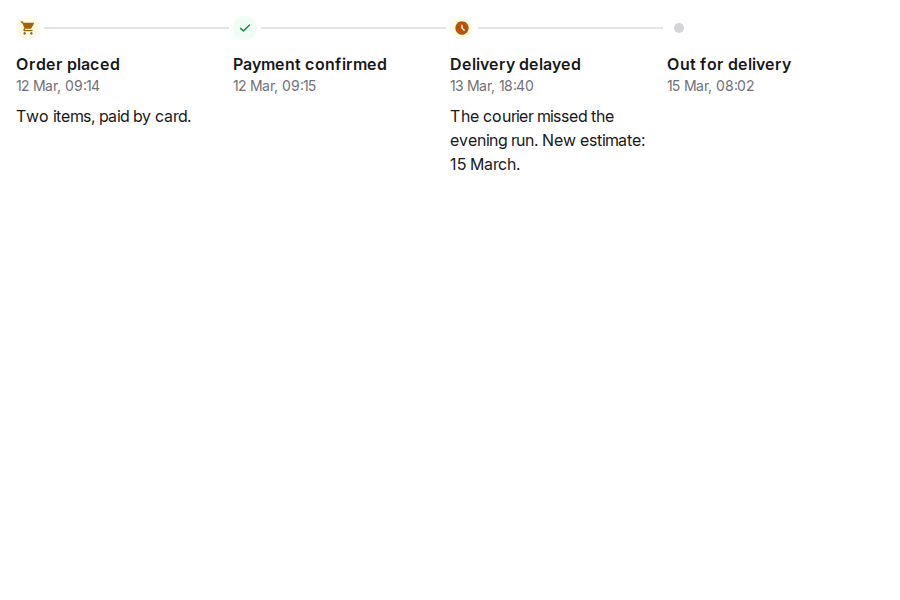 Order placed
12 Mar, 09:14
Two items, paid by card.
Payment confirmed
12 Mar, 09:15
Delivery delayed
13 Mar, 18:40
The courier missed the
evening run. New estimate:
15 March.
Out for delivery
15 Mar, 08:02